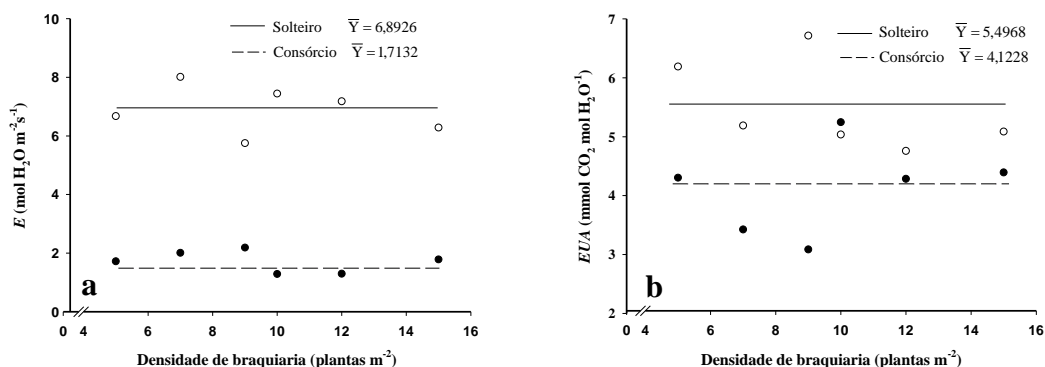 10
8
6
4
2
0
E (mol H₂O m⁻²s⁻¹)
Solteiro Y̅ = 6,8926
Consórcio Y̅ = 1,7132
a
0 4 6 8 10 12 14 16
Densidade de braquiaria (plantas m⁻²)
7
6
5
4
3
2
EUA (mmol CO₂ mol H₂O⁻¹)
Solteiro Y̅ = 5,4968
Consórcio Y̅ = 4,1228
b
0 4 6 8 10 12 14 16
Densidade de braquiaria (plantas m⁻²)